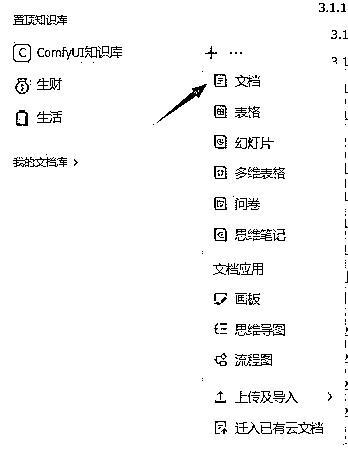 置顶知识库
C ComfyUI知识库 + ...
生财
生活
我的文档库 >
文档
表格
幻灯片
多维表格
问卷
思维笔记
文档应用
画板
思维导图
流程图
上传及导入 >
迁入已有云文档
3.1.1
3.1
3.1